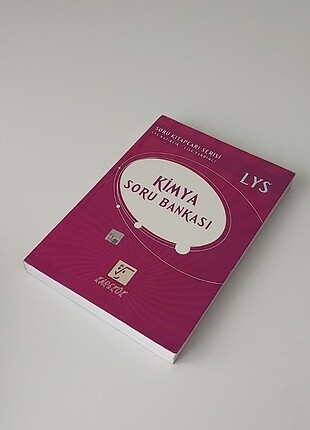 SORU KİTAPLARI SERİSİ
LYS
KİMYA
SORU BANKASI
KAREKÖK